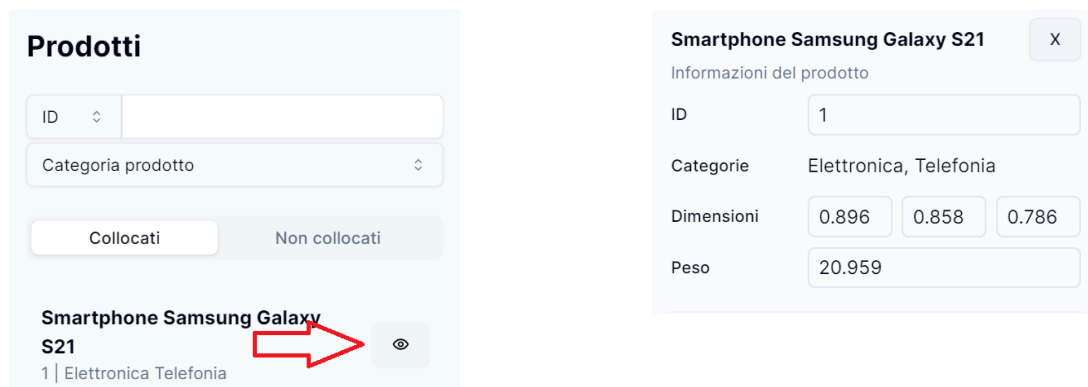 Prodotti
ID
Categoria prodotto
Collocati Non collocati
Smartphone Samsung Galaxy
S21
1 | Elettronica Telefonia
Smartphone Samsung Galaxy S21 X
Informazioni del prodotto
ID 1
Categorie Elettronica, Telefonia
Dimensioni 0.896 0.858 0.786
Peso 20.959